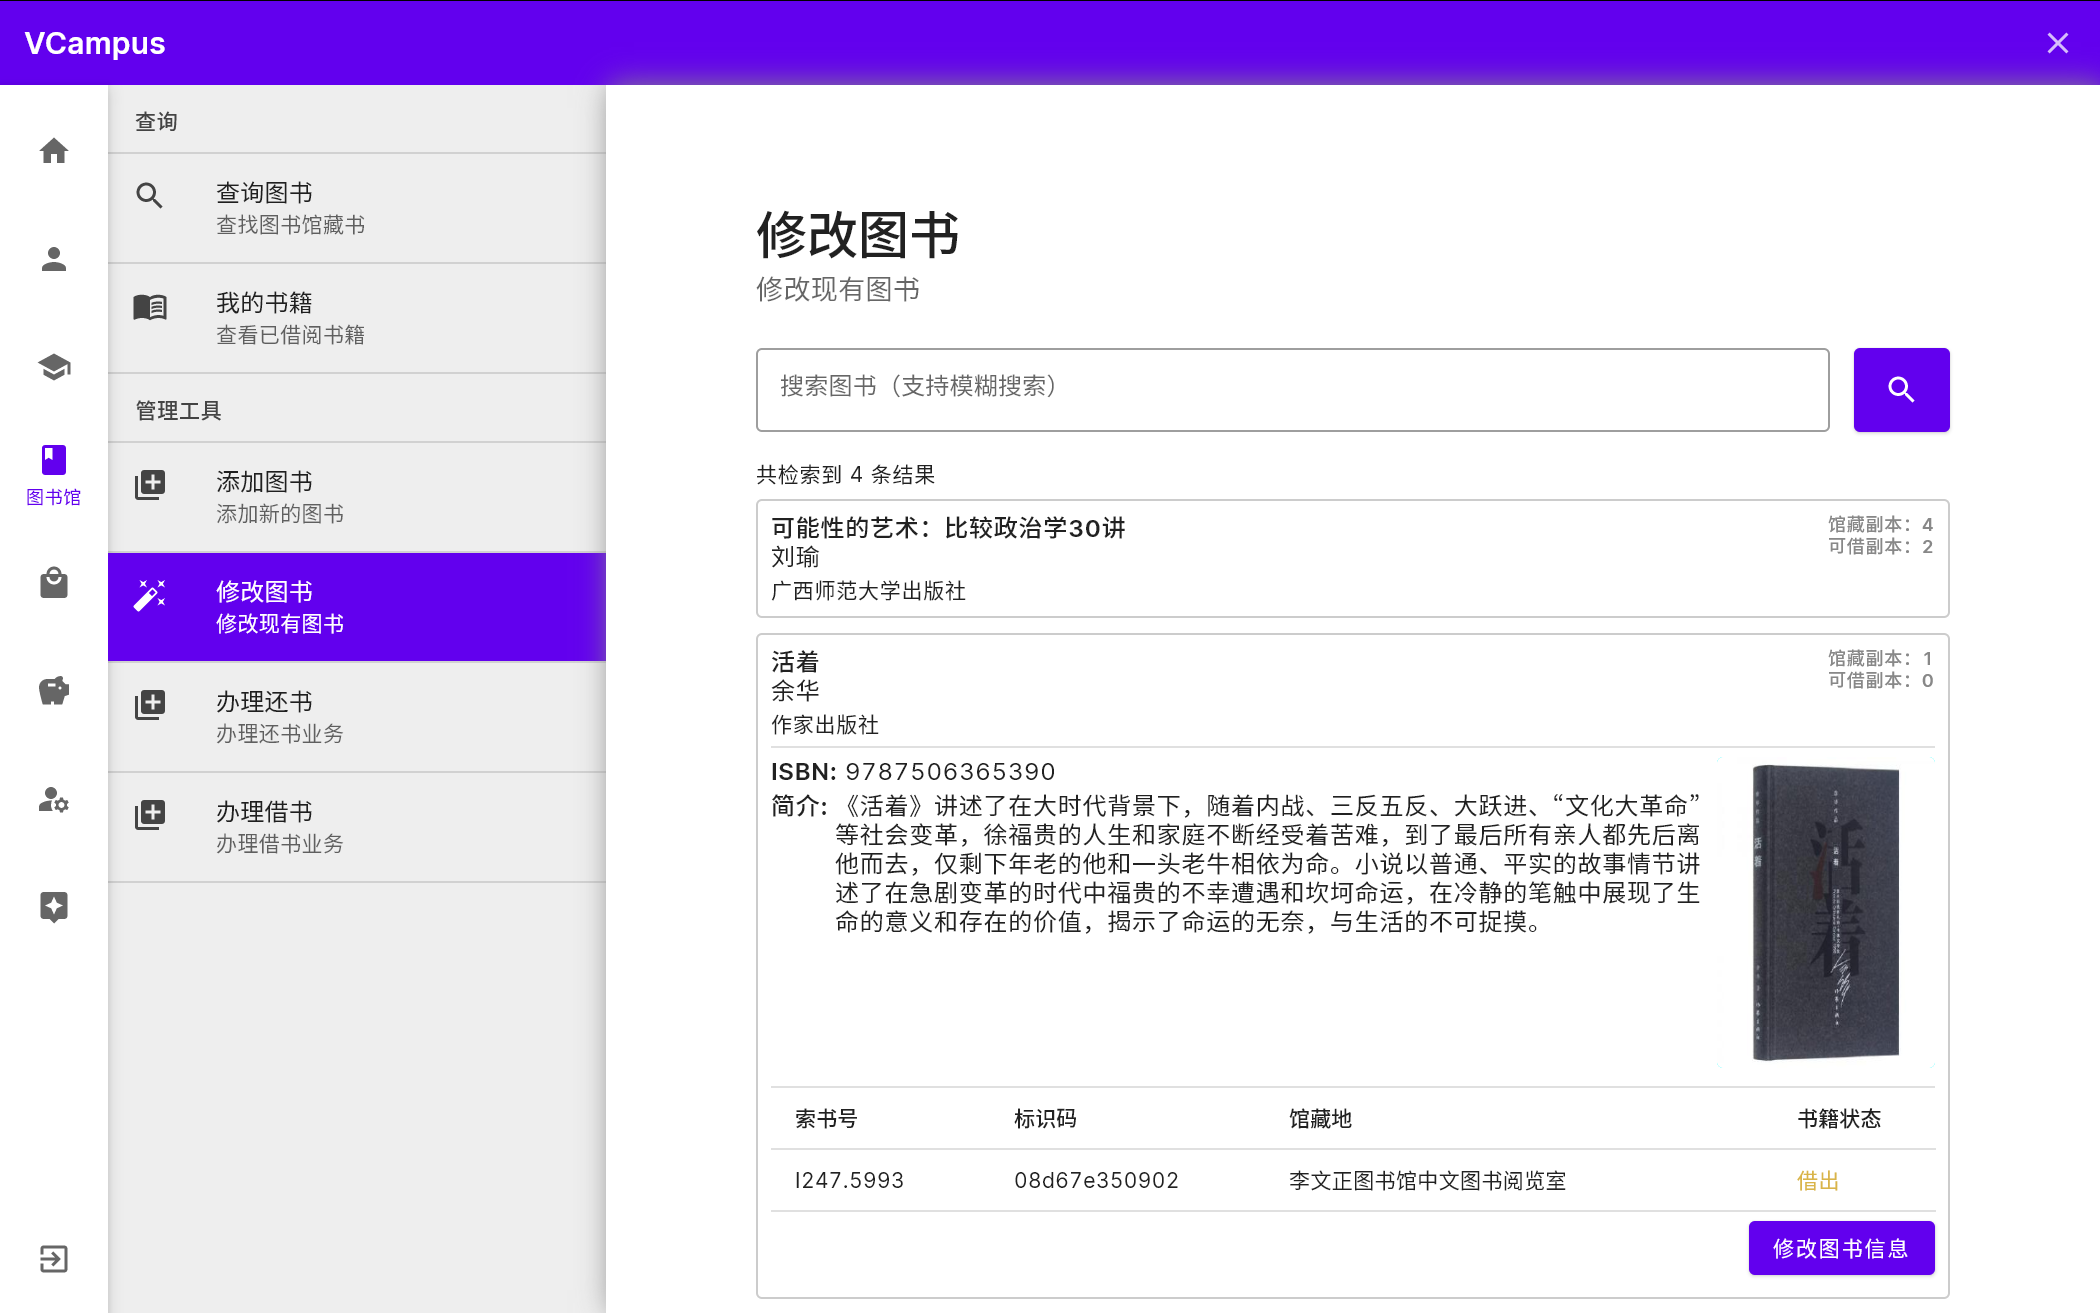 VCampus
图书馆
查询
查询图书
查找图书馆藏书
我的书籍
查看已借阅书籍
管理工具
添加图书
添加新的图书
修改图书
修改现有图书
办理还书
办理还书业务
办理借书
办理借书业务
修改图书
修改现有图书
搜索图书（支持模糊搜索）
共检索到 4 条结果
可能性的艺术：比较政治学30讲
刘瑜
广西师范大学出版社
馆藏副本：4
可借副本：2
活着
余华
作家出版社
馆藏副本：1
可借副本：0
ISBN: 9787506365390
简介: 《活着》讲述了在大时代背景下，随着内战、三反五反、大跃进、“文化大革命”
等社会变革，徐福贵的人生和家庭不断经受着苦难，到了最后所有亲人都先后离
他而去，仅剩下年老的他和一头老牛相依为命。小说以普通、平实的故事情节讲
述了在急剧变革的时代中福贵的不幸遭遇和坎坷命运，在冷静的笔触中展现了生
命的意义和存在的价值，揭示了命运的无奈，与生活的不可捉摸。
活着
活着
活着
索书号 标识码 馆藏地 书籍状态
I247.5993 08d67e350902 李文正图书馆中文图书阅览室 借出
修改图书信息